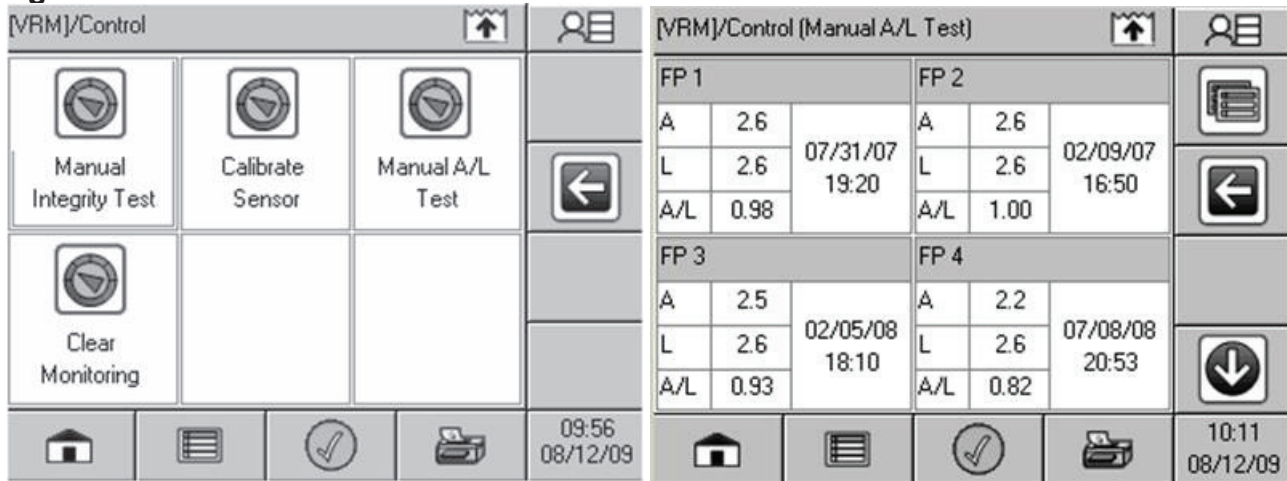 [VRM]/Control
Manual
Integrity Test
Calibrate
Sensor
Manual A/L
Test
Clear
Monitoring
09:56
08/12/09
[VRM]/Control (Manual A/L Test)
FP 1
A 2.6
L 2.6
A/L 0.98
07/31/07
19:20
FP 2
A 2.6
L 2.6
A/L 1.00
02/09/07
16:50
FP 3
A 2.5
L 2.6
A/L 0.93
02/05/08
18:10
FP 4
A 2.2
L 2.6
A/L 0.82
07/08/08
20:53
10:11
08/12/09